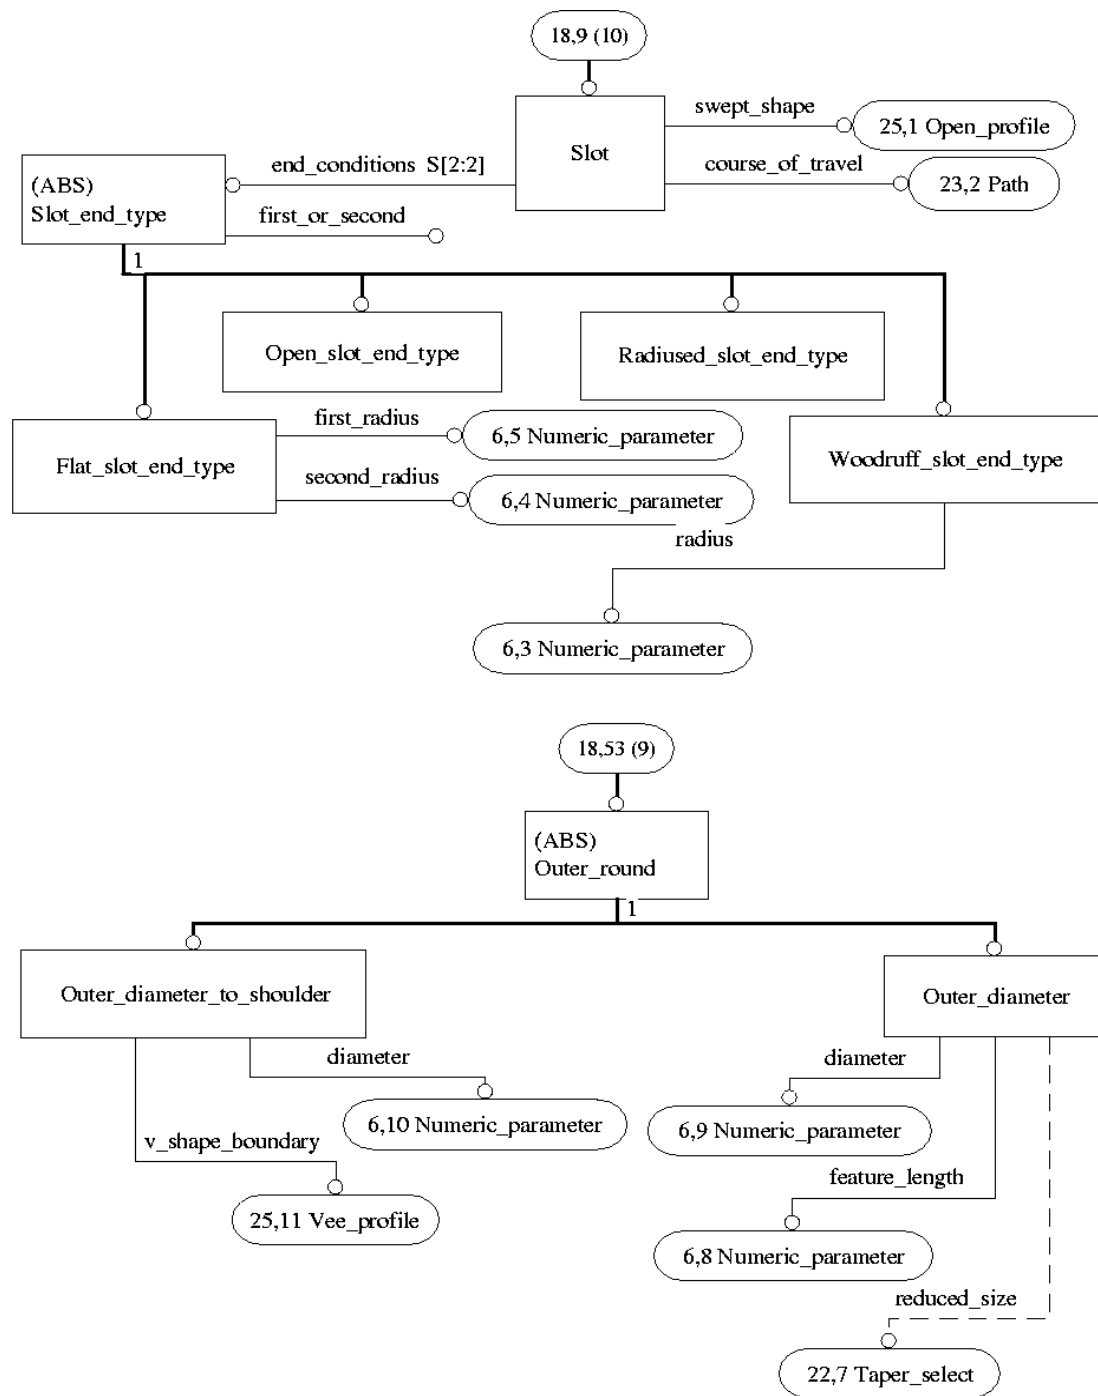 18,9 (10)
swept_shape
25,1 Open_profile
Slot
end_conditions S[2:2]
course_of_travel
(ABS)
23,2 Path
Slot_end_type
first_or_second
1
Open_slot_end_type
Radiused_slot_end_type
first_radius
6,5 Numeric_parameter
Flat_slot_end_type
Woodruff_slot_end_type
second_radius
6,4 Numeric_parameter
radius
6,3 Numeric_parameter
18,53 (9)
(ABS)
Outer_round
1
Outer_diameter_to_shoulder
Outer_diameter
diameter
diameter
6,10 Numeric_parameter
6,9 Numeric_parameter
v_shape_boundary
feature_length
25,11 Vee_profile
6,8 Numeric_parameter
reduced_size
22,7 Taper_select